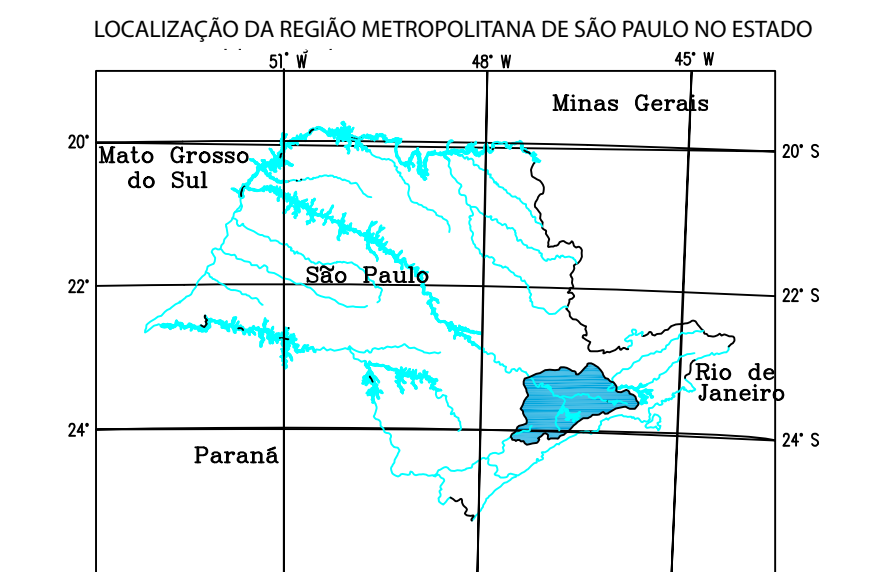 LOCALIZAÇÃO DA REGIÃO METROPOLITANA DE SÃO PAULO NO ESTADO
51° W
48° W
45° W
Minas Gerais
20°
20° S
Mato Grosso
do Sul
São Paulo
22°
22° S
Rio de
Janeiro
24°
24° S
Paraná